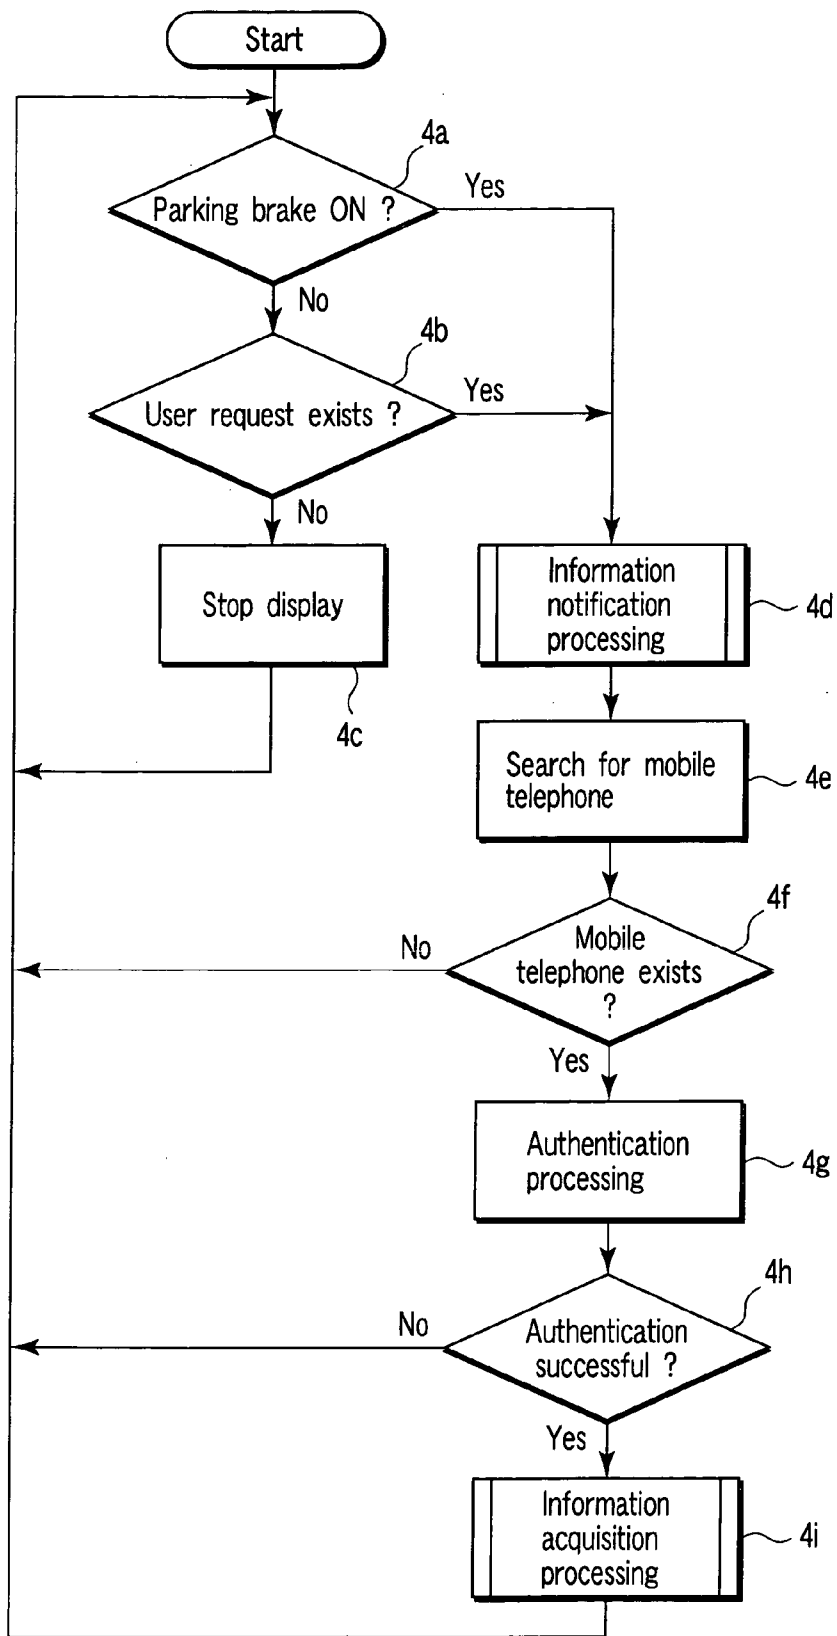 Start
4a
Parking brake ON ?
Yes
No
4b
User request exists ?
Yes
No
Stop display
4c
Information
notification
processing
4d
Search for mobile
telephone
4e
4f
Mobile
telephone exists
?
No
Yes
Authentication
processing
4g
4h
Authentication
successful ?
No
Yes
Information
acquisition
processing
4i